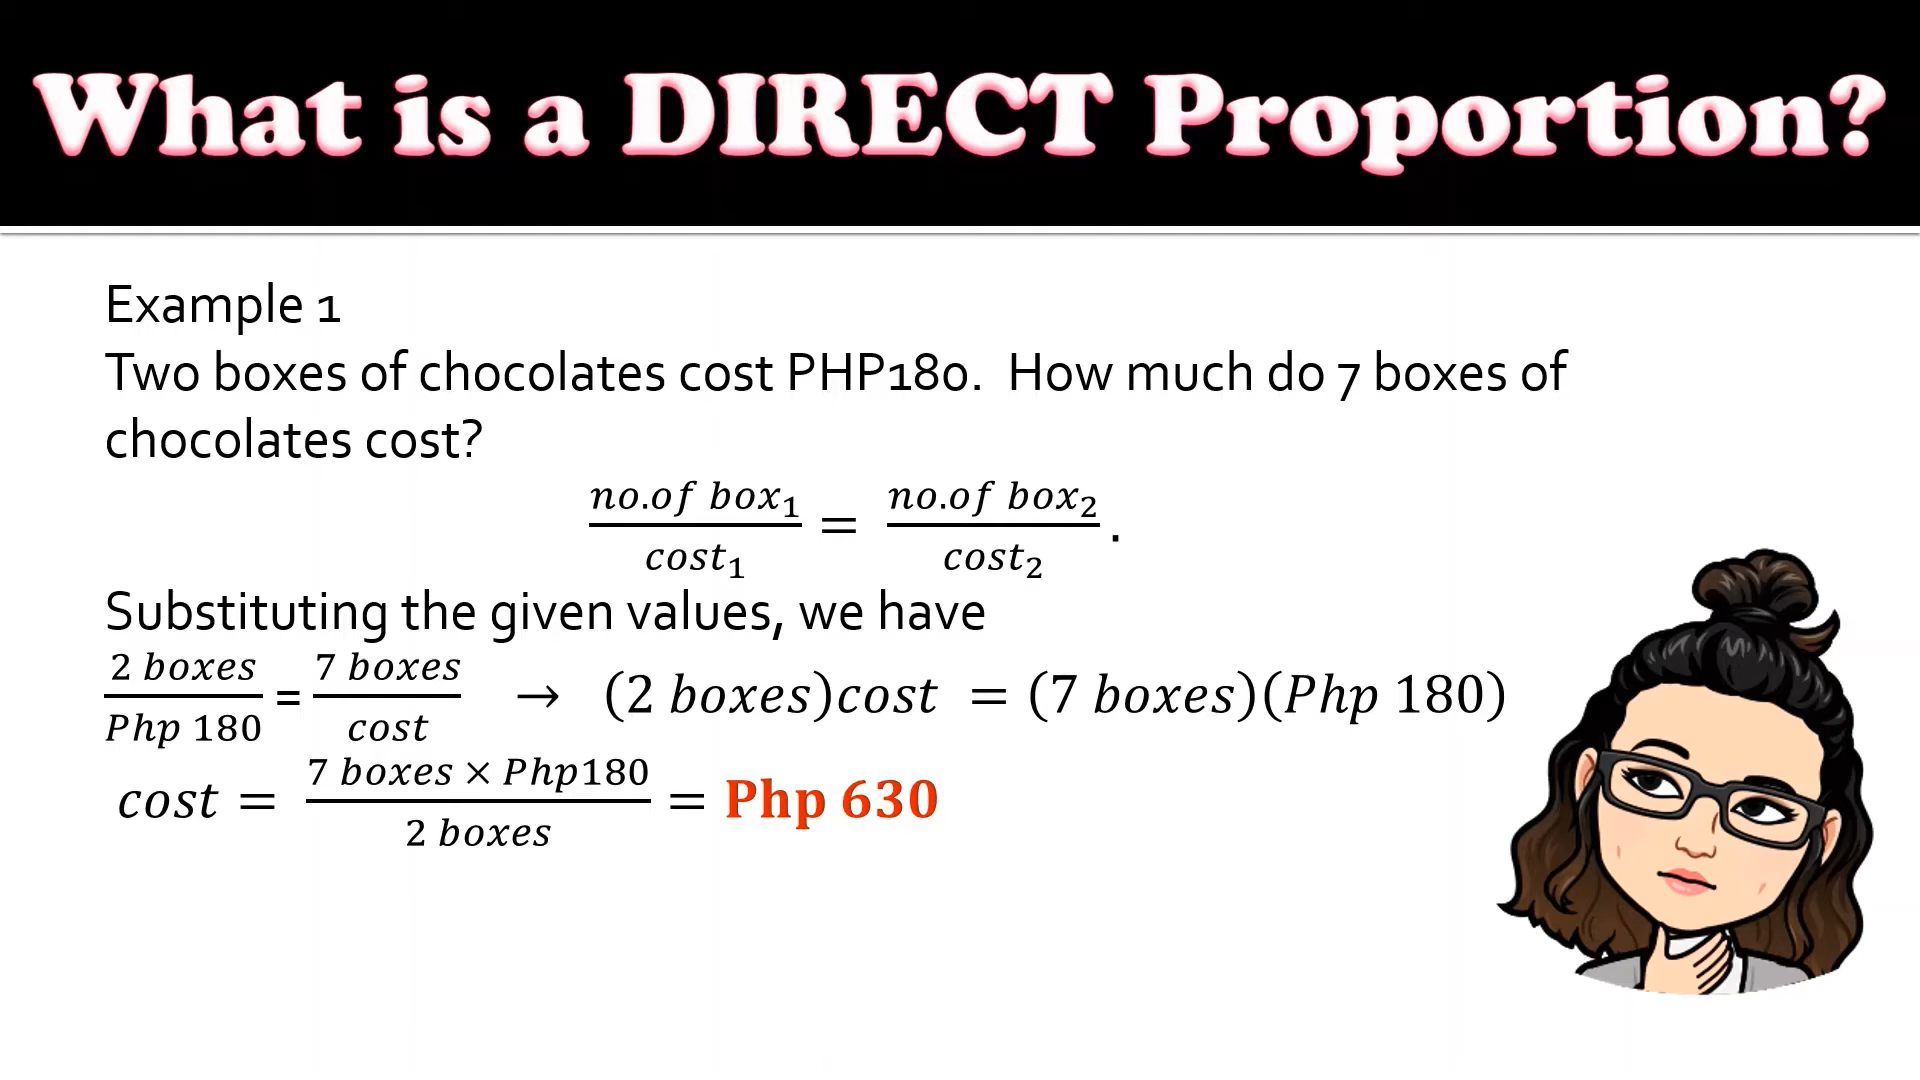 What is a DIRECT Proportion?
Example 1
Two boxes of chocolates cost PHP180. How much do 7 boxes of
chocolates cost?
no.of box₁/cost₁ = no.of box₂/cost₂.
Substituting the given values, we have
2 boxes/Php 180 = 7 boxes/cost → (2 boxes)cost = (7 boxes)(Php 180)
cost = 7 boxes × Php180/2 boxes = Php 630